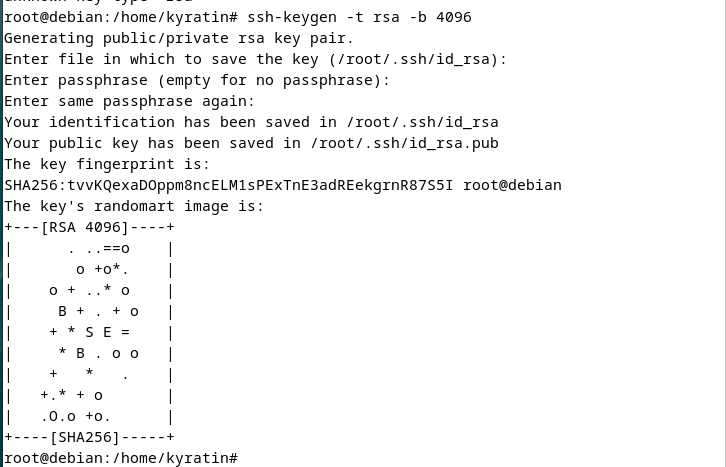 root@debian:/home/kyratin# ssh-keygen -t rsa -b 4096
Generating public/private rsa key pair.
Enter file in which to save the key (/root/.ssh/id_rsa):
Enter passphrase (empty for no passphrase):
Enter same passphrase again:
Your identification has been saved in /root/.ssh/id_rsa
Your public key has been saved in /root/.ssh/id_rsa.pub
The key fingerprint is:
SHA256:tvvKQexaDOppm8ncELM1sPExTnE3adREekgrnR87S5I root@debian
The key's randomart image is:
+---[RSA 4096]----+
|      . ..==o    |
|       o +o*.    |
|    o + ..* o    |
|     B + . + o   |
|    + * S E =    |
|     * B . o o   |
|    +   *   .    |
|   +.* + o       |
|   .O.o +o.      |
+----[SHA256]-----+
root@debian:/home/kyratin#